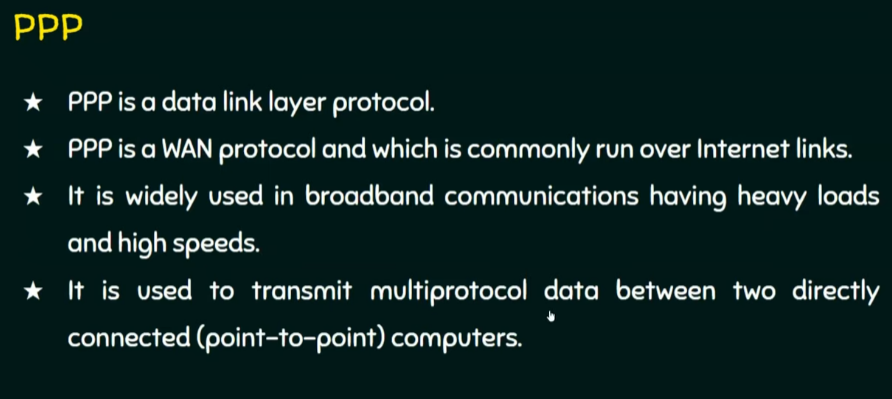 PPP
★ PPP is a data link layer protocol.
★ PPP is a WAN protocol and which is commonly run over Internet links.
★ It is widely used in broadband communications having heavy loads
and high speeds.
★ It is used to transmit multiprotocol data between two directly
connected (point-to-point) computers.